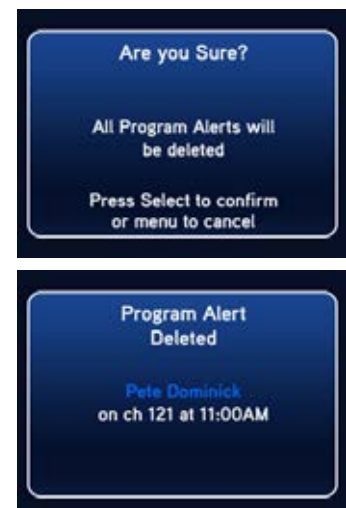 Are you Sure?
All Program Alerts will
be deleted
Press Select to confirm
or menu to cancel
Program Alert
Deleted
Pete Dominick
on ch 121 at 11:00AM